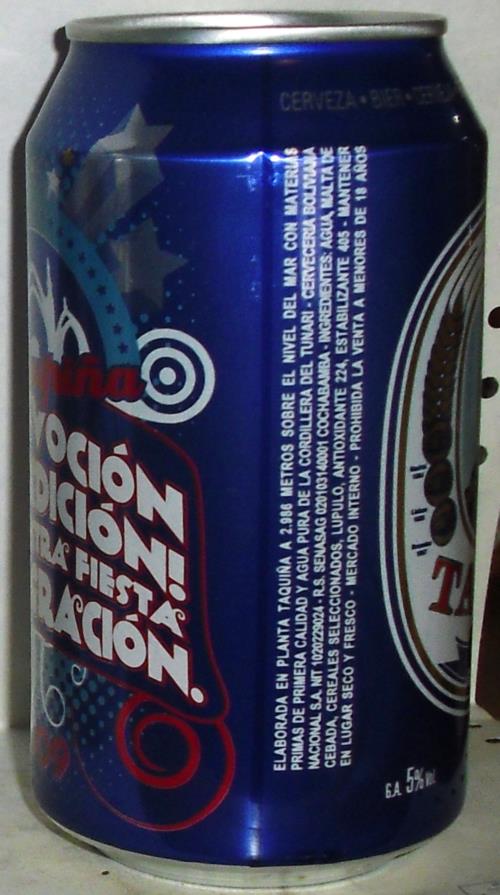 CERVEZA • BIER •
VOCIÓN
DICIÓN!
TRA FIESTA
RACIÓN.
ELABORADA EN PLANTA TAQUIÑA A 2.986 METROS SOBRE EL NIVEL DEL MAR CON MATERIAS
PRIMAS DE PRIMERA CALIDAD Y AGUA PURA DE LA CORDILLERA DEL TUNARI - CERVECERIA BOLIVIANA
NACIONAL S.A. NIT 1020229024 - R.S. SENASAG 020103140001 COCHABAMBA - INGREDIENTES: AGUA, MALTA DE
CEBADA, CEREALES SELECCIONADOS, LUPULO, ANTIOXIDANTE 224, ESTABILIZANTE 405 - MANTENER
EN LUGAR SECO Y FRESCO - MERCADO INTERNO - PROHIBIDA LA VENTA A MENORES DE 18 AÑOS
TA
G.A. 5% Vol.